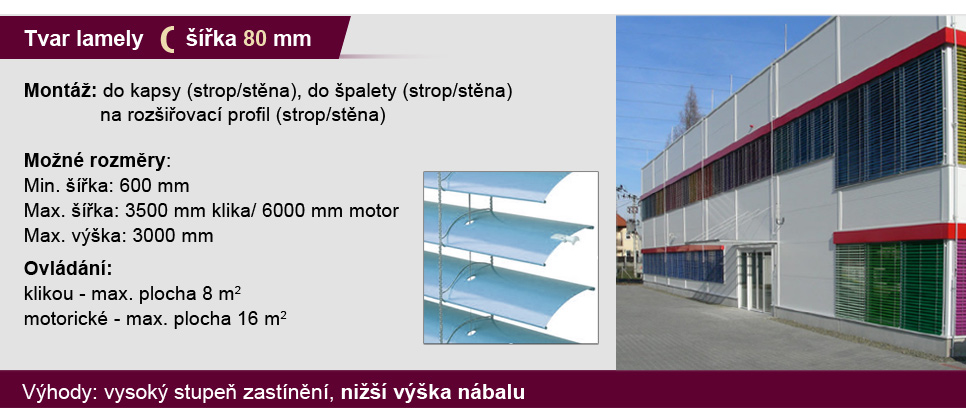 Tvar lamely šířka 80 mm
Montáž: do kapsy (strop/stěna), do špalety (strop/stěna)
na rozšiřovací profil (strop/stěna)
Možné rozměry:
Min. šířka: 600 mm
Max. šířka: 3500 mm klika/ 6000 mm motor
Max. výška: 3000 mm
Ovládání:
klikou - max. plocha 8 m²
motorické - max. plocha 16 m²
Výhody: vysoký stupeň zastínění, nižší výška nábalu